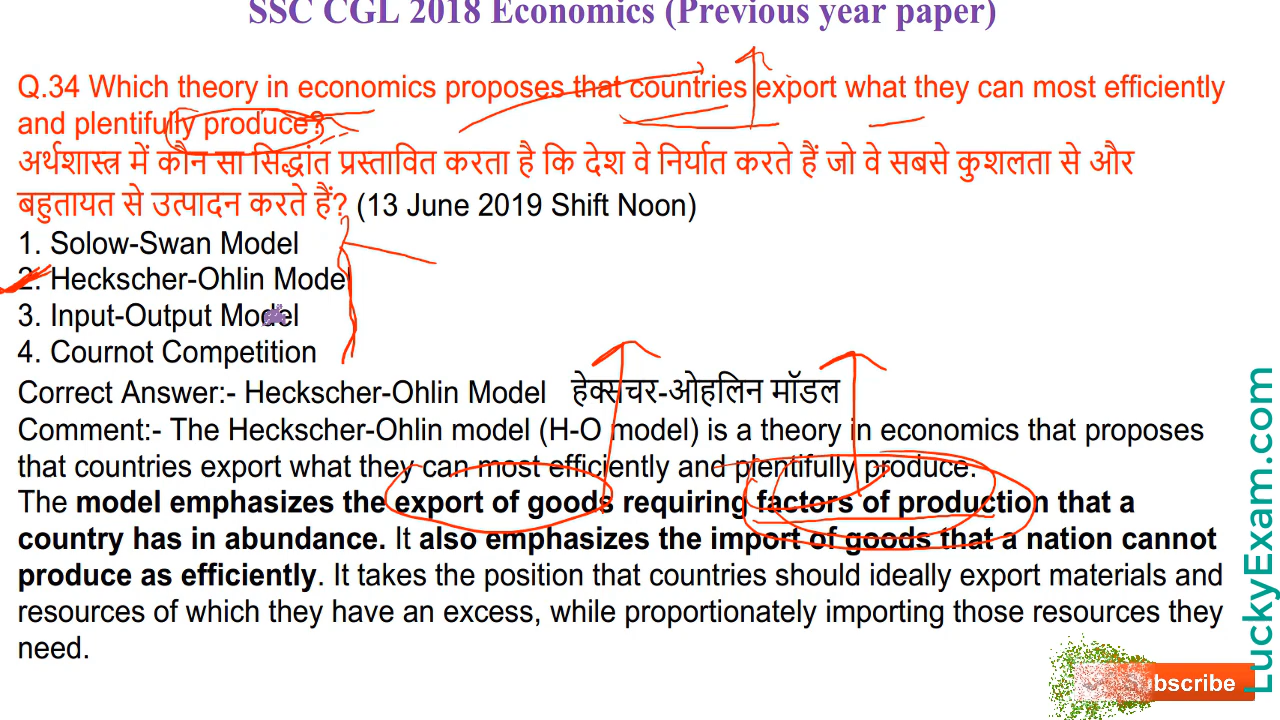 SSC CGL 2018 Economics (Previous year paper)
Q.34 Which theory in economics proposes that countries export what they can most efficiently
and plentifully produce?
अर्थशास्त्र में कौन सा सिद्धांत प्रस्तावित करता है कि देश वे निर्यात करते हैं जो वे सबसे कुशलता से और
बहुतायत से उत्पादन करते हैं? (13 June 2019 Shift Noon)
1. Solow-Swan Model
2. Heckscher-Ohlin Model
3. Input-Output Model
4. Cournot Competition
Correct Answer:- Heckscher-Ohlin Model हेक्सचर-ओहलिन मॉडल
Comment:- The Heckscher-Ohlin model (H-O model) is a theory in economics that proposes
that countries export what they can most efficiently and plentifully produce.
The model emphasizes the export of goods requiring factors of production that a
country has in abundance. It also emphasizes the import of goods that a nation cannot
produce as efficiently. It takes the position that countries should ideally export materials and
resources of which they have an excess, while proportionately importing those resources they
need.
bscribe
LuckyExam.com